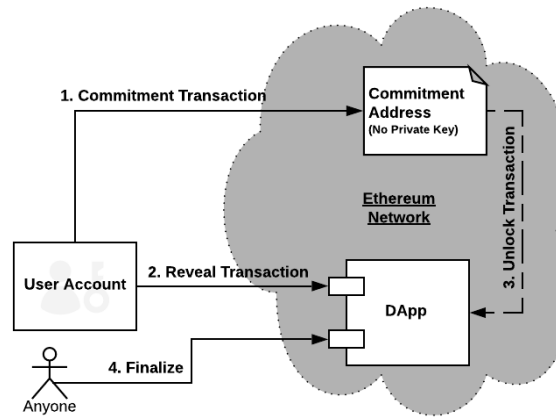 1. Commitment Transaction
Commitment
Address
(No Private Key)
3. Unlock Transaction
Ethereum
Network
User Account
2. Reveal Transaction
DApp
4. Finalize
Anyone